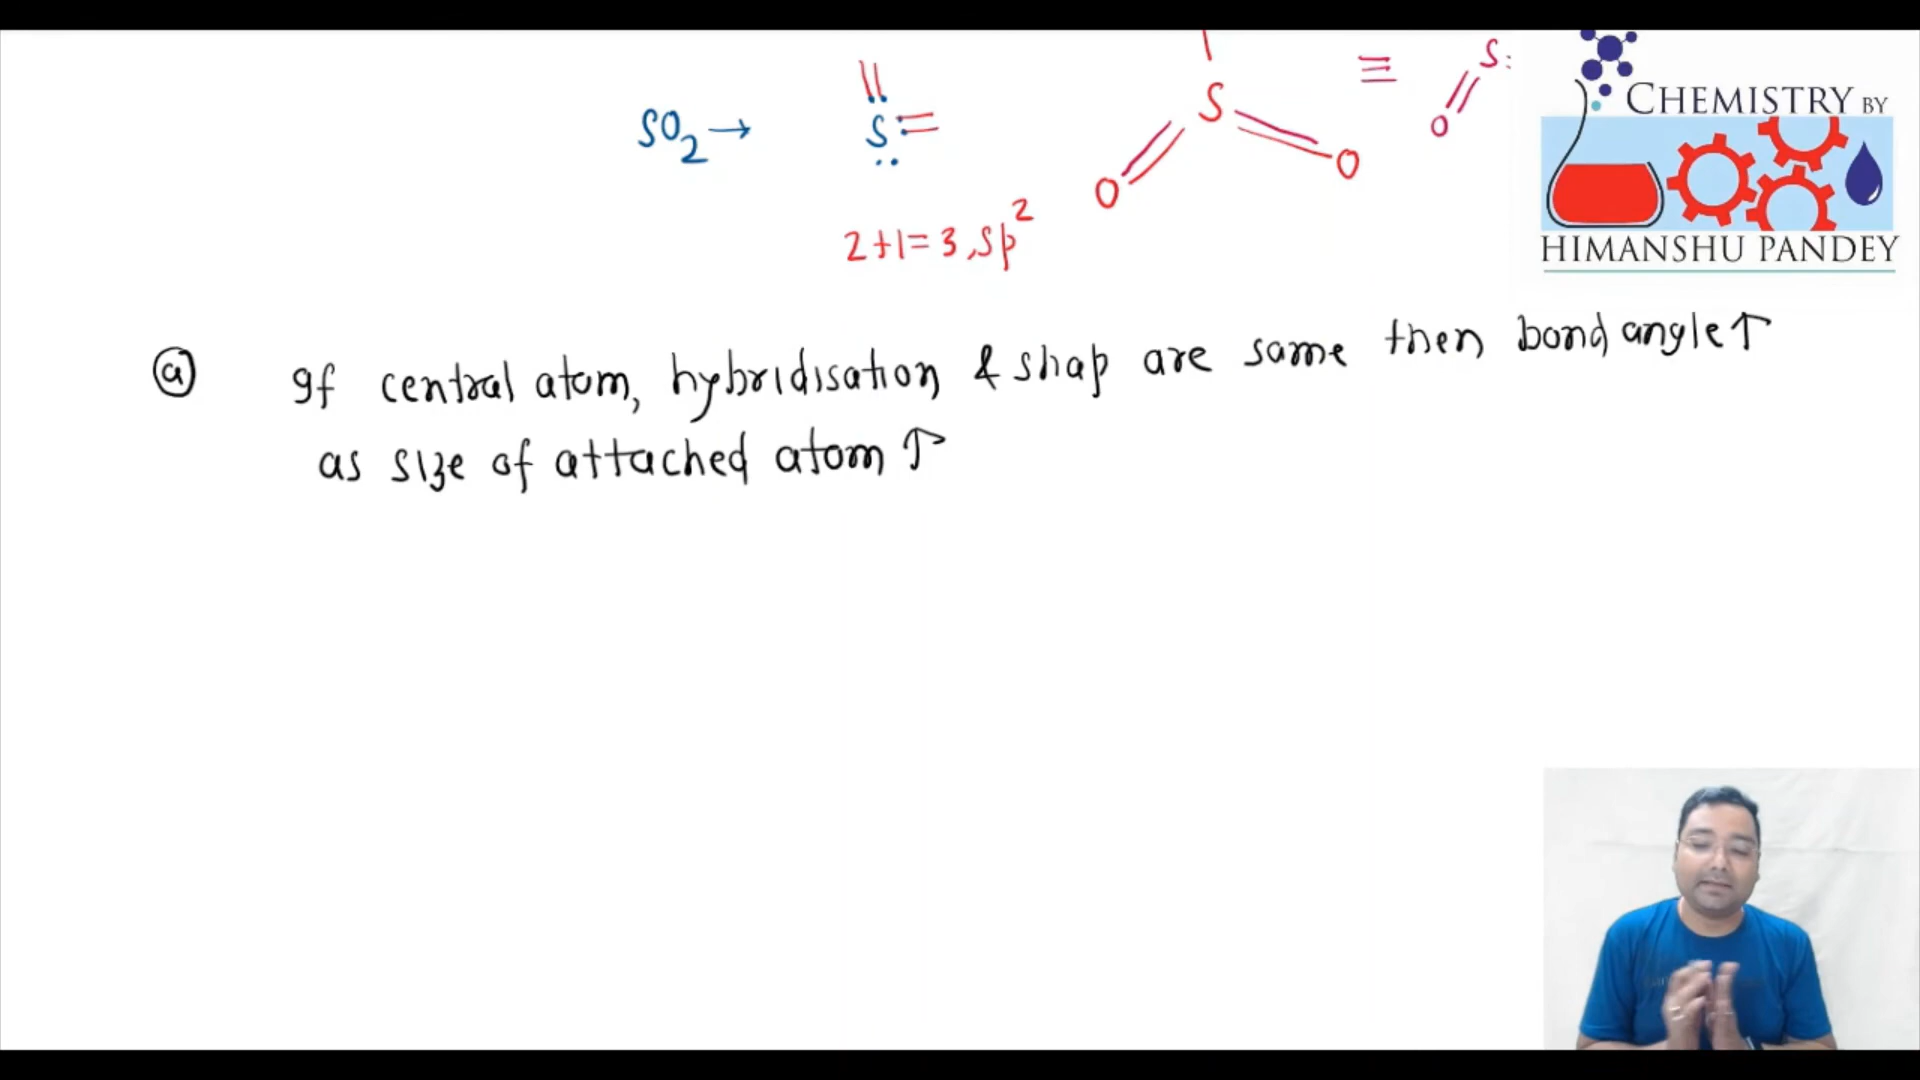 SO2 →
S
S
O
O
≡
S:
O
2+1=3, sp²
CHEMISTRY BY
HIMANSHU PANDEY
(a) If central atom, hybridisation & shap are same then bond angle ↑
as size of attached atom ↑